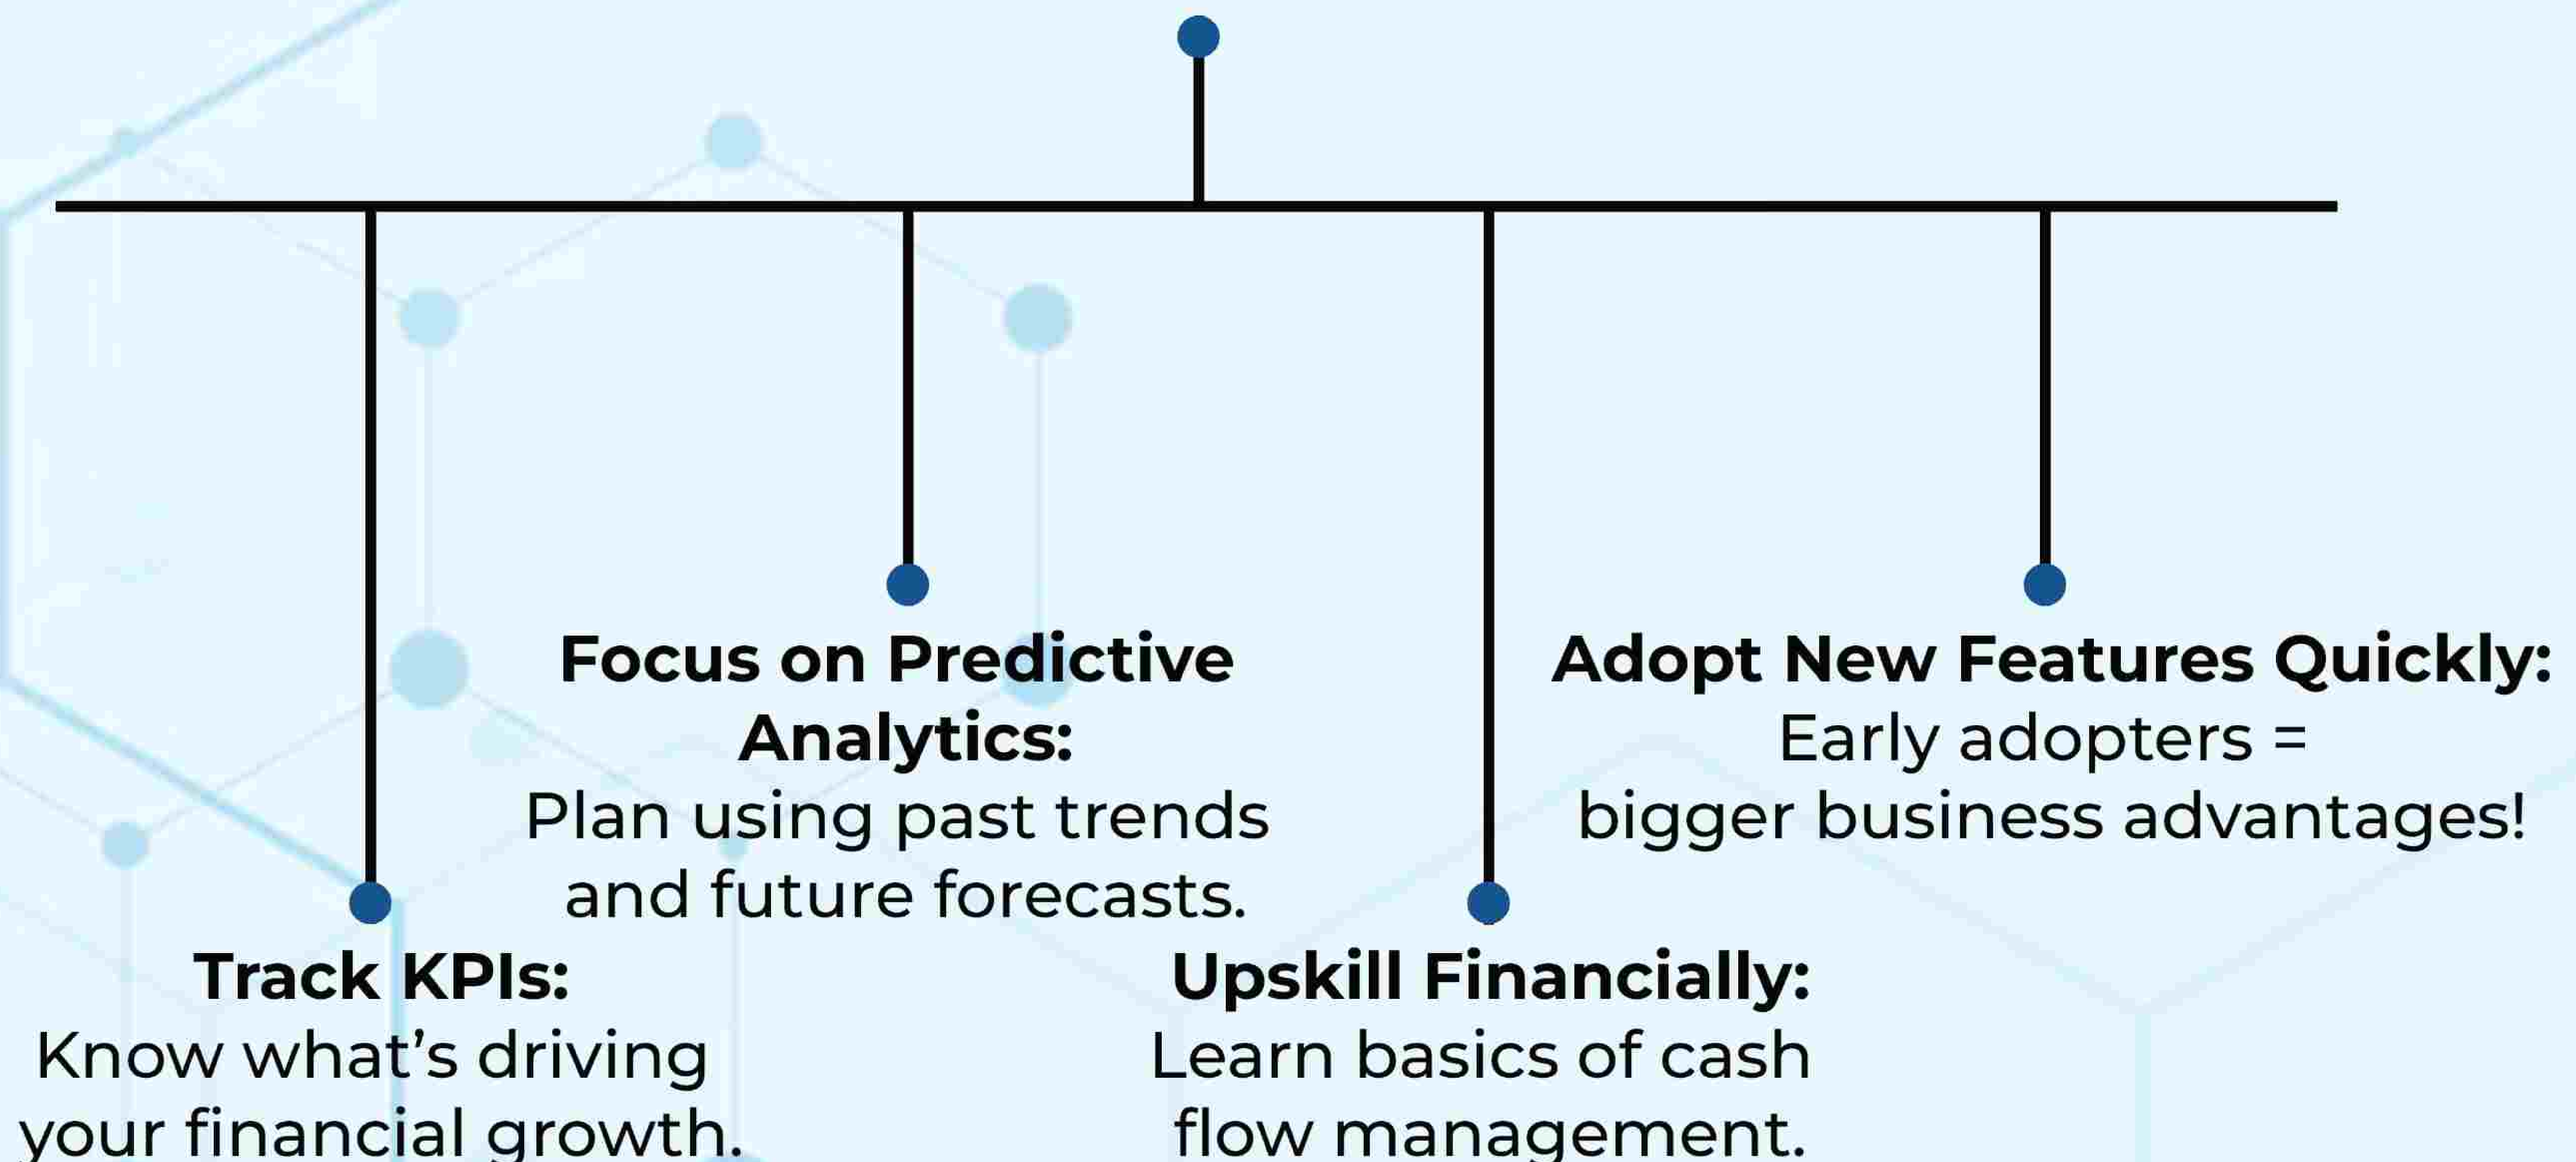 Focus on Predictive
Analytics:
Plan using past trends
and future forecasts.
Adopt New Features Quickly:
Early adopters =
bigger business advantages!
Track KPIs:
Know what’s driving
your financial growth.
Upskill Financially:
Learn basics of cash
flow management.